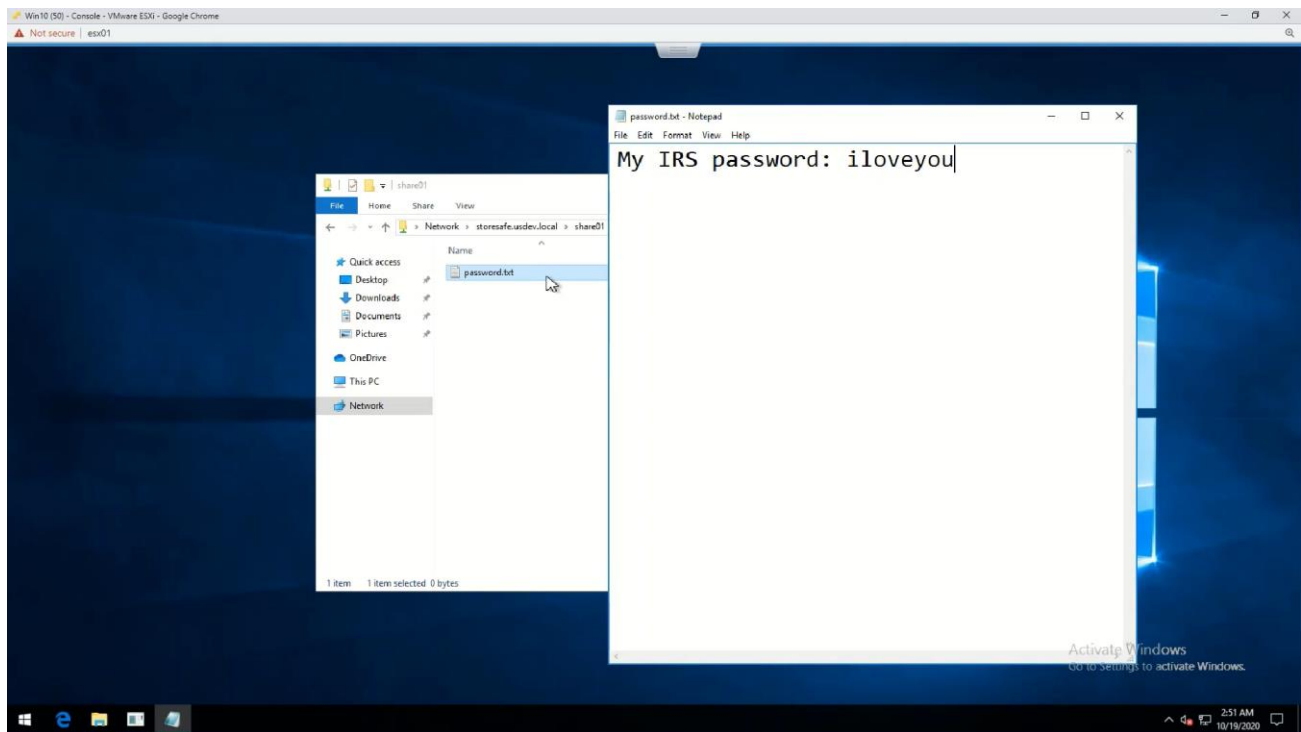 Win10 (50) - Console - VMware ESXi - Google Chrome
Not secure | esx01
password.txt - Notepad
File Edit Format View Help
My IRS password: iloveyou
share01
File Home Share View
Network > storesafe.usdev.local > share01
Name
Quick access
password.txt
Desktop
Downloads
Documents
Pictures
OneDrive
This PC
Network
1 item 1 item selected 0 bytes
Activate Windows
Go to Settings to activate Windows.
2:51 AM
10/19/2020